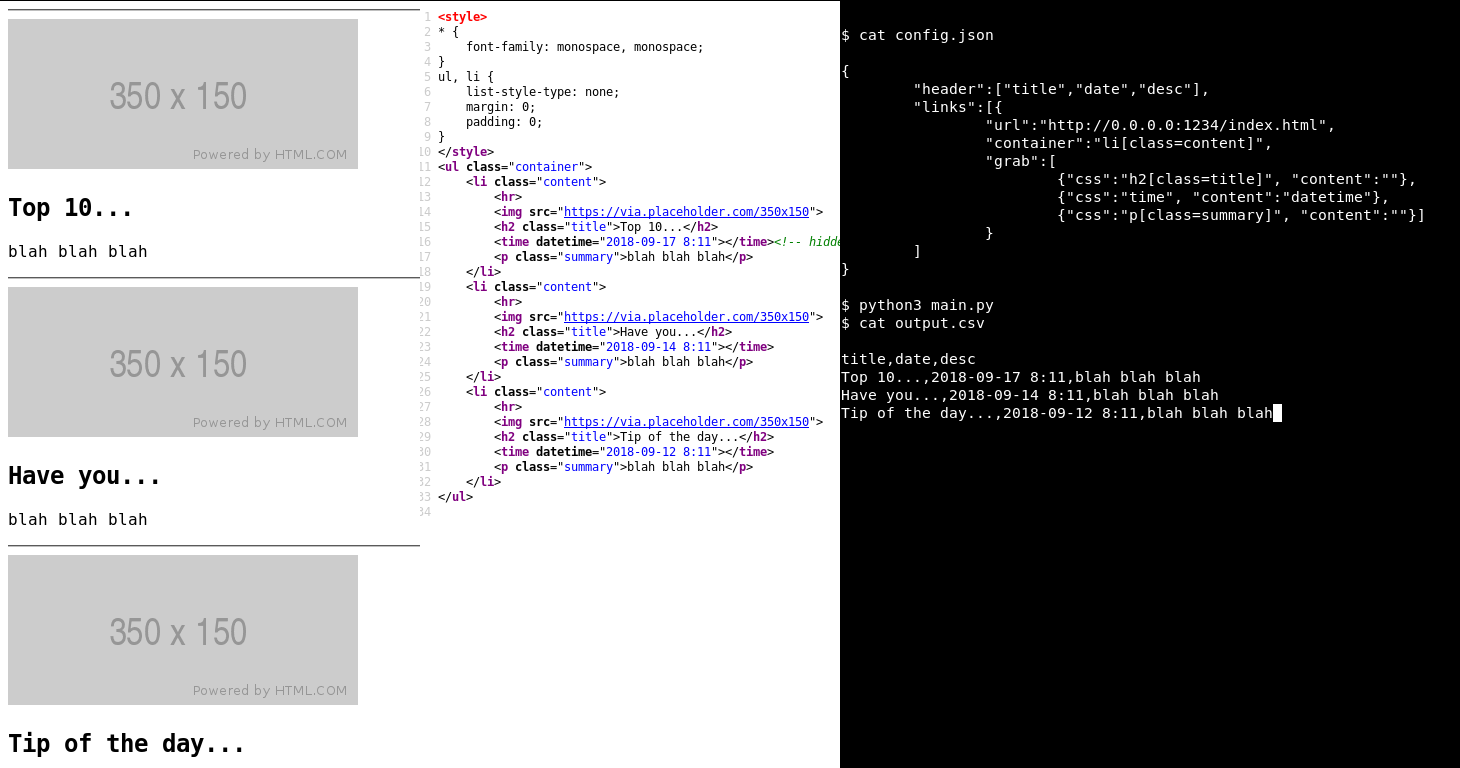 350 x 150
Powered by HTML.COM
Top 10...
blah blah blah
350 x 150
Powered by HTML.COM
Have you...
blah blah blah
350 x 150
Powered by HTML.COM
Tip of the day...
1 <style>
2 * {
3     font-family: monospace, monospace;
4 }
5 ul, li {
6     list-style-type: none;
7     margin: 0;
8     padding: 0;
9 }
10 </style>
11 <ul class="container">
12     <li class="content">
13         <hr>
14         <img src="https://via.placeholder.com/350x150">
15         <h2 class="title">Top 10...</h2>
16         <time datetime="2018-09-17 8:11"></time><!-- hidde
17         <p class="summary">blah blah blah</p>
18     </li>
19     <li class="content">
20         <hr>
21         <img src="https://via.placeholder.com/350x150">
22         <h2 class="title">Have you...</h2>
23         <time datetime="2018-09-14 8:11"></time>
24         <p class="summary">blah blah blah</p>
25     </li>
26     <li class="content">
27         <hr>
28         <img src="https://via.placeholder.com/350x150">
29         <h2 class="title">Tip of the day...</h2>
30         <time datetime="2018-09-12 8:11"></time>
31         <p class="summary">blah blah blah</p>
32     </li>
33 </ul>
34
$ cat config.json
{
        "header":["title","date","desc"],
        "links":[{
                "url":"http://0.0.0.0:1234/index.html",
                "container":"li[class=content]",
                "grab":[
                        {"css":"h2[class=title]", "content":""},
                        {"css":"time", "content":"datetime"},
                        {"css":"p[class=summary]", "content":""}]
                }
        ]
}
$ python3 main.py
$ cat output.csv
title,date,desc
Top 10...,2018-09-17 8:11,blah blah blah
Have you...,2018-09-14 8:11,blah blah blah
Tip of the day...,2018-09-12 8:11,blah blah blah